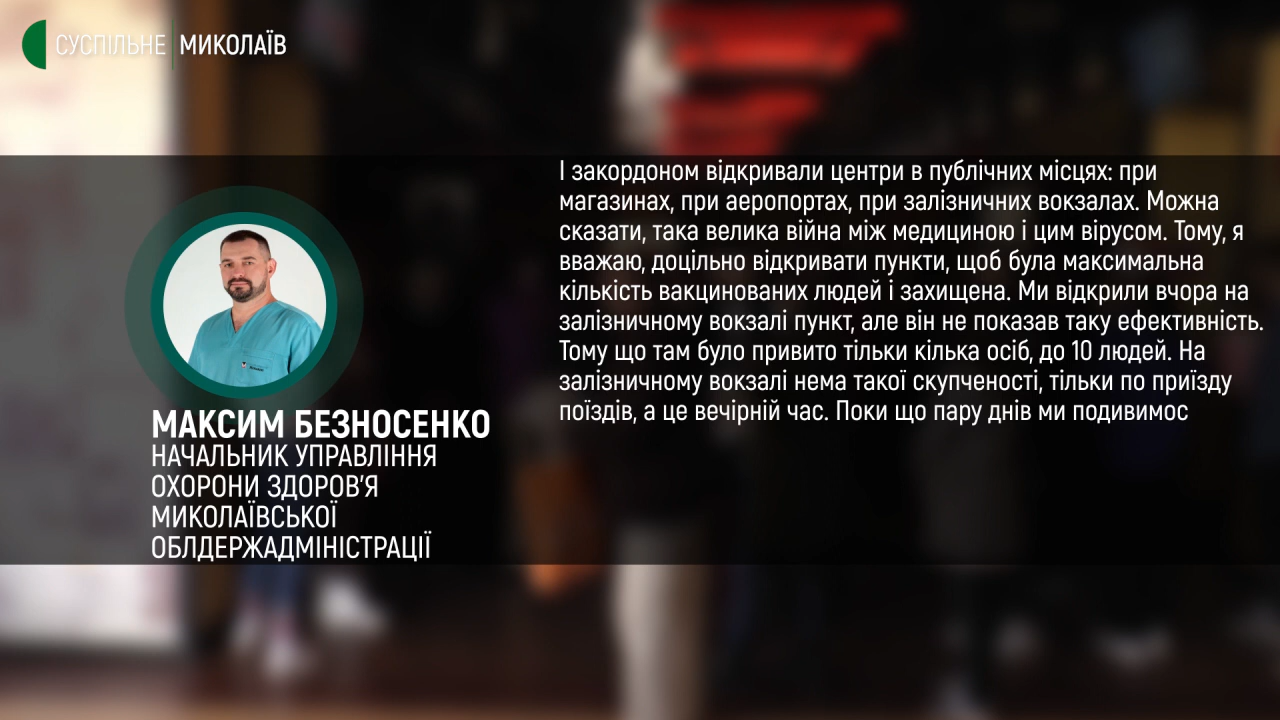 СУСПІЛЬНЕ МИКОЛАЇВ
І закордоном відкривали центри в публічних місцях: при
магазинах, при аеропортах, при залізничних вокзалах. Можна
сказати, така велика війна між медициною і цим вірусом. Тому, я
вважаю, доцільно відкривати пункти, щоб була максимальна
кількість вакцинованих людей і захищена. Ми відкрили вчора на
залізничному вокзалі пункт, але він не показав таку ефективність.
Тому що там було привито тільки кілька осіб, до 10 людей. На
залізничному вокзалі нема такої скупченості, тільки по приїзду
поїздів, а це вечірній час. Поки що пару днів ми подивимос
МАКСИМ БЕЗНОСЕНКО
НАЧАЛЬНИК УПРАВЛІННЯ
ОХОРОНИ ЗДОРОВ'Я
МИКОЛАЇВСЬКОЇ
ОБЛДЕРЖАДМІНІСТРАЦІЇ